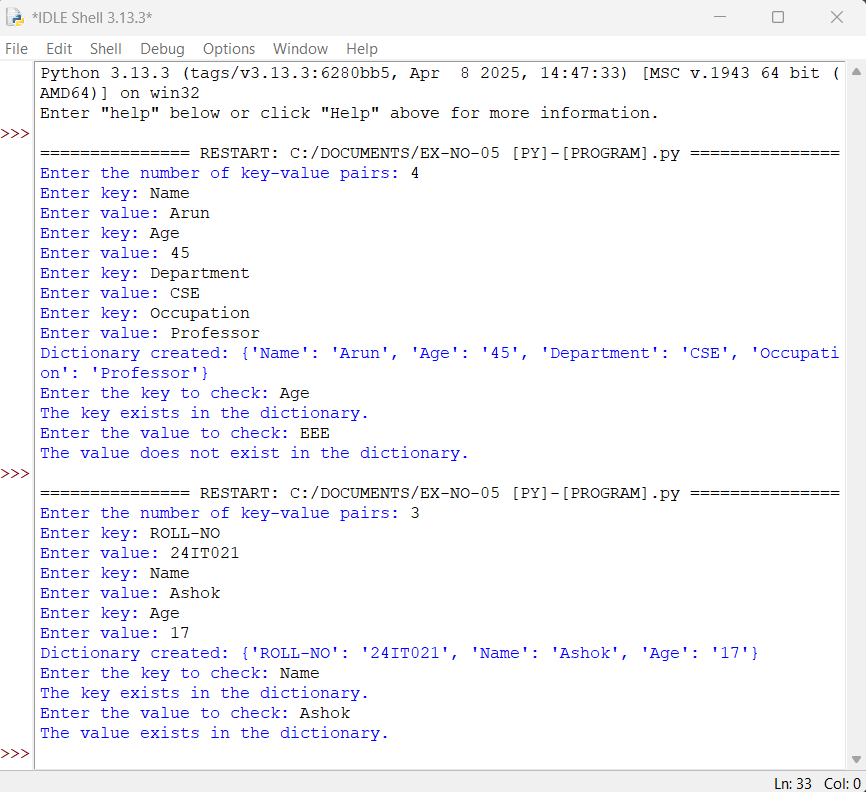 *IDLE Shell 3.13.3*
File Edit Shell Debug Options Window Help
Python 3.13.3 (tags/v3.13.3:6280bb5, Apr  8 2025, 14:47:33) [MSC v.1943 64 bit (
AMD64)] on win32
Enter "help" below or click "Help" above for more information.
>>>
=============== RESTART: C:/DOCUMENTS/EX-NO-05 [PY]-[PROGRAM].py ===============
Enter the number of key-value pairs: 4
Enter key: Name
Enter value: Arun
Enter key: Age
Enter value: 45
Enter key: Department
Enter value: CSE
Enter key: Occupation
Enter value: Professor
Dictionary created: {'Name': 'Arun', 'Age': '45', 'Department': 'CSE', 'Occupati
on': 'Professor'}
Enter the key to check: Age
The key exists in the dictionary.
Enter the value to check: EEE
The value does not exist in the dictionary.
>>>
=============== RESTART: C:/DOCUMENTS/EX-NO-05 [PY]-[PROGRAM].py ===============
Enter the number of key-value pairs: 3
Enter key: ROLL-NO
Enter value: 24IT021
Enter key: Name
Enter value: Ashok
Enter key: Age
Enter value: 17
Dictionary created: {'ROLL-NO': '24IT021', 'Name': 'Ashok', 'Age': '17'}
Enter the key to check: Name
The key exists in the dictionary.
Enter the value to check: Ashok
The value exists in the dictionary.
>>>
Ln: 33 Col: 0